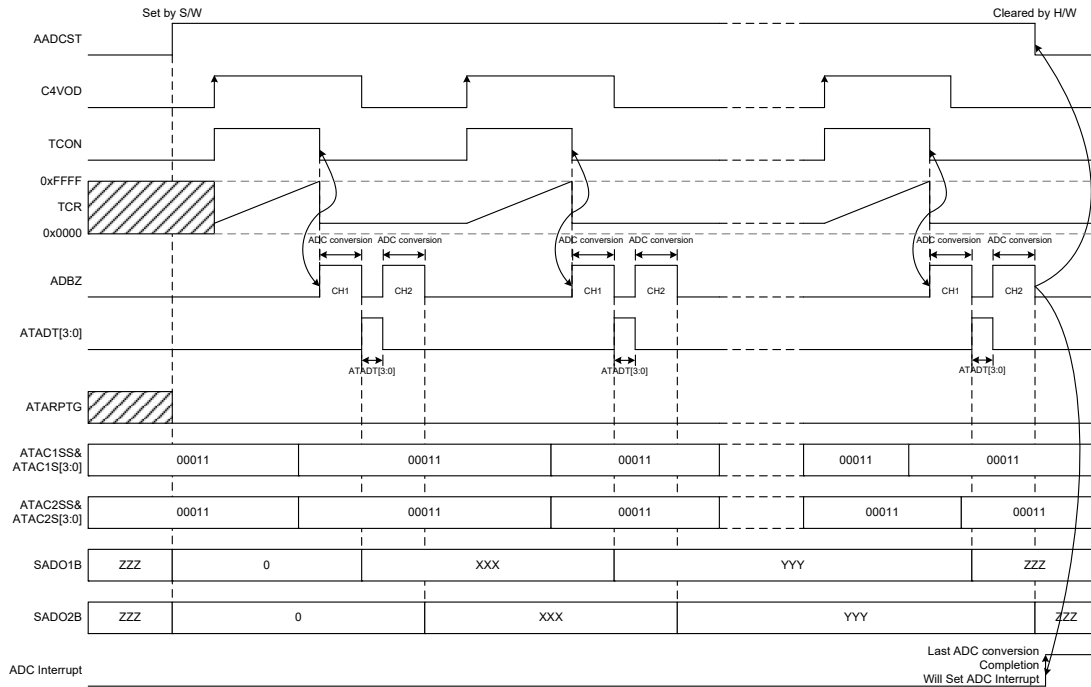 Set by S/W
Cleared by H/W
AADCST
C4VOD
TCON
0xFFFF
TCR
0x0000
ADC conversion ADC conversion ADC conversion ADC conversion ADC conversion ADC conversion
ADBZ
CH1 CH2 CH1 CH2 CH1 CH2
ATADT[3:0]
ATADT[3:0] ATADT[3:0] ATADT[3:0]
ATARPTG
ATAC1SS&
ATAC1S[3:0]
00011 00011 00011 00011 00011
ATAC2SS&
ATAC2S[3:0]
00011 00011 00011 00011 00011
SADO1B ZZZ 0 XXX YYY ZZZ
SADO2B ZZZ 0 XXX YYY ZZZ
ADC Interrupt
Last ADC conversion
Completion
Will Set ADC Interrupt